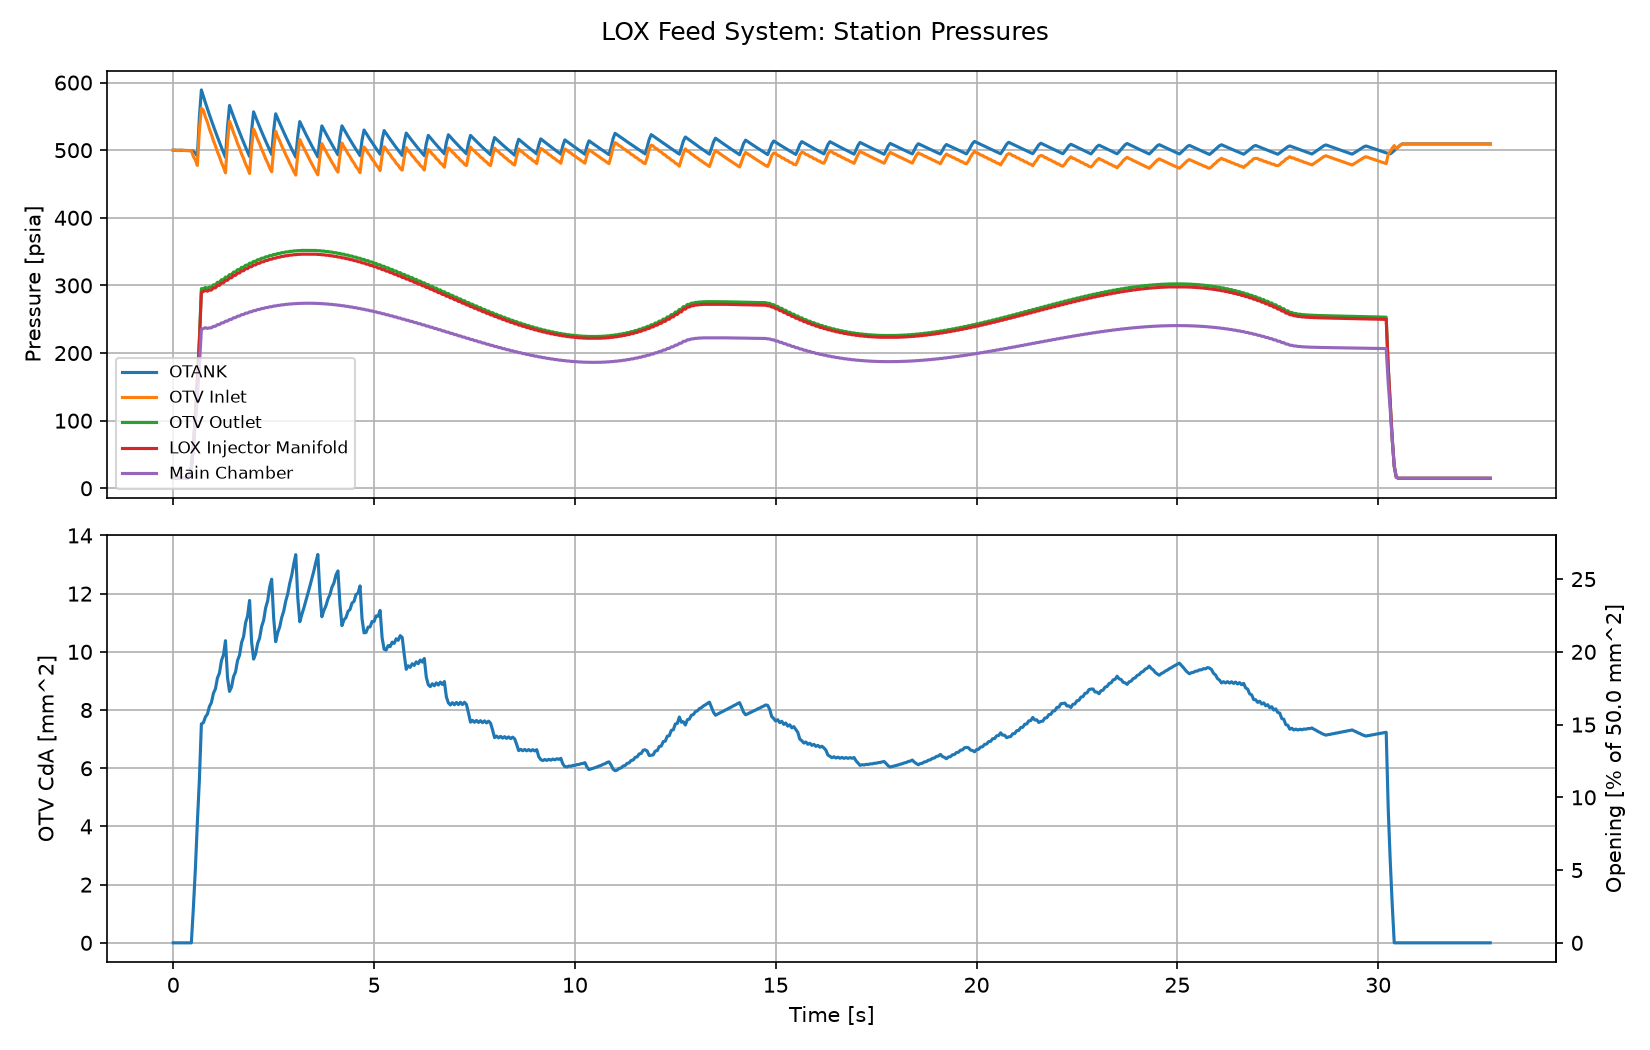 LOX Feed System: Station Pressures
600
500
400
300
200
100
0
Pressure [psia]
OTANK
OTV Inlet
OTV Outlet
LOX Injector Manifold
Main Chamber
14
12
10
8
6
4
2
0
OTV CdA [mm^2]
25
20
15
10
5
0
Opening [% of 50.0 mm^2]
0 5 10 15 20 25 30
Time [s]